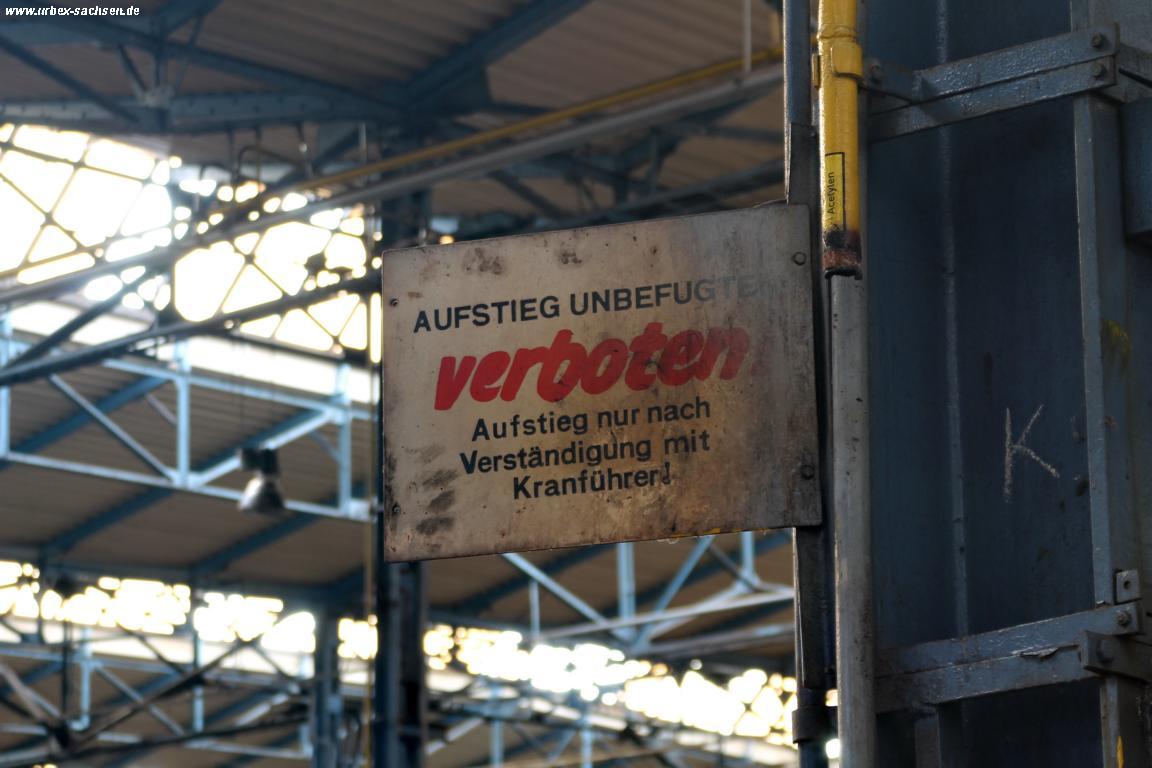 www.urbex-sachsen.de
Acetylen
AUFSTIEG UNBEFUGTEN
verboten
Aufstieg nur nach
Verständigung mit
Kranführer!
K